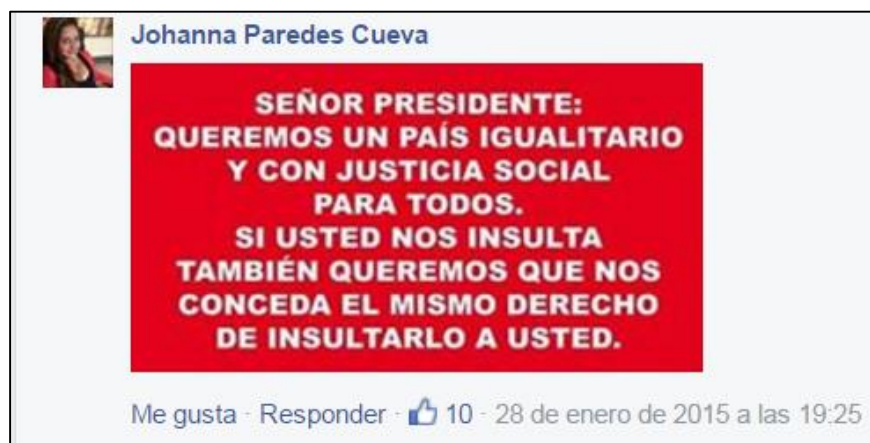 Johanna Paredes Cueva
SEÑOR PRESIDENTE:
QUEREMOS UN PAÍS IGUALITARIO
Y CON JUSTICIA SOCIAL
PARA TODOS.
SI USTED NOS INSULTA
TAMBIÉN QUEREMOS QUE NOS
CONCEDA EL MISMO DERECHO
DE INSULTARLO A USTED.
Me gusta · Responder · 10 · 28 de enero de 2015 a las 19:25